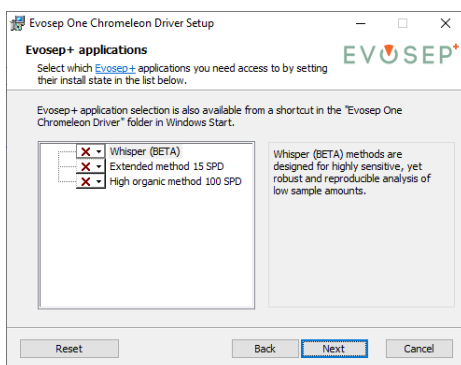 Evosep One Chromeleon Driver Setup
Evosep+ applications
Select which Evosep+ applications you need access to by setting
their install state in the list below.
EVOSEP+
Evosep+ application selection is also available from a shortcut in the "Evosep One
Chromeleon Driver" folder in Windows Start.
Whisper (BETA)
Extended method 15 SPD
High organic method 100 SPD
Whisper (BETA) methods are
designed for highly sensitive, yet
robust and reproducible analysis of
low sample amounts.
Reset
Back
Next
Cancel